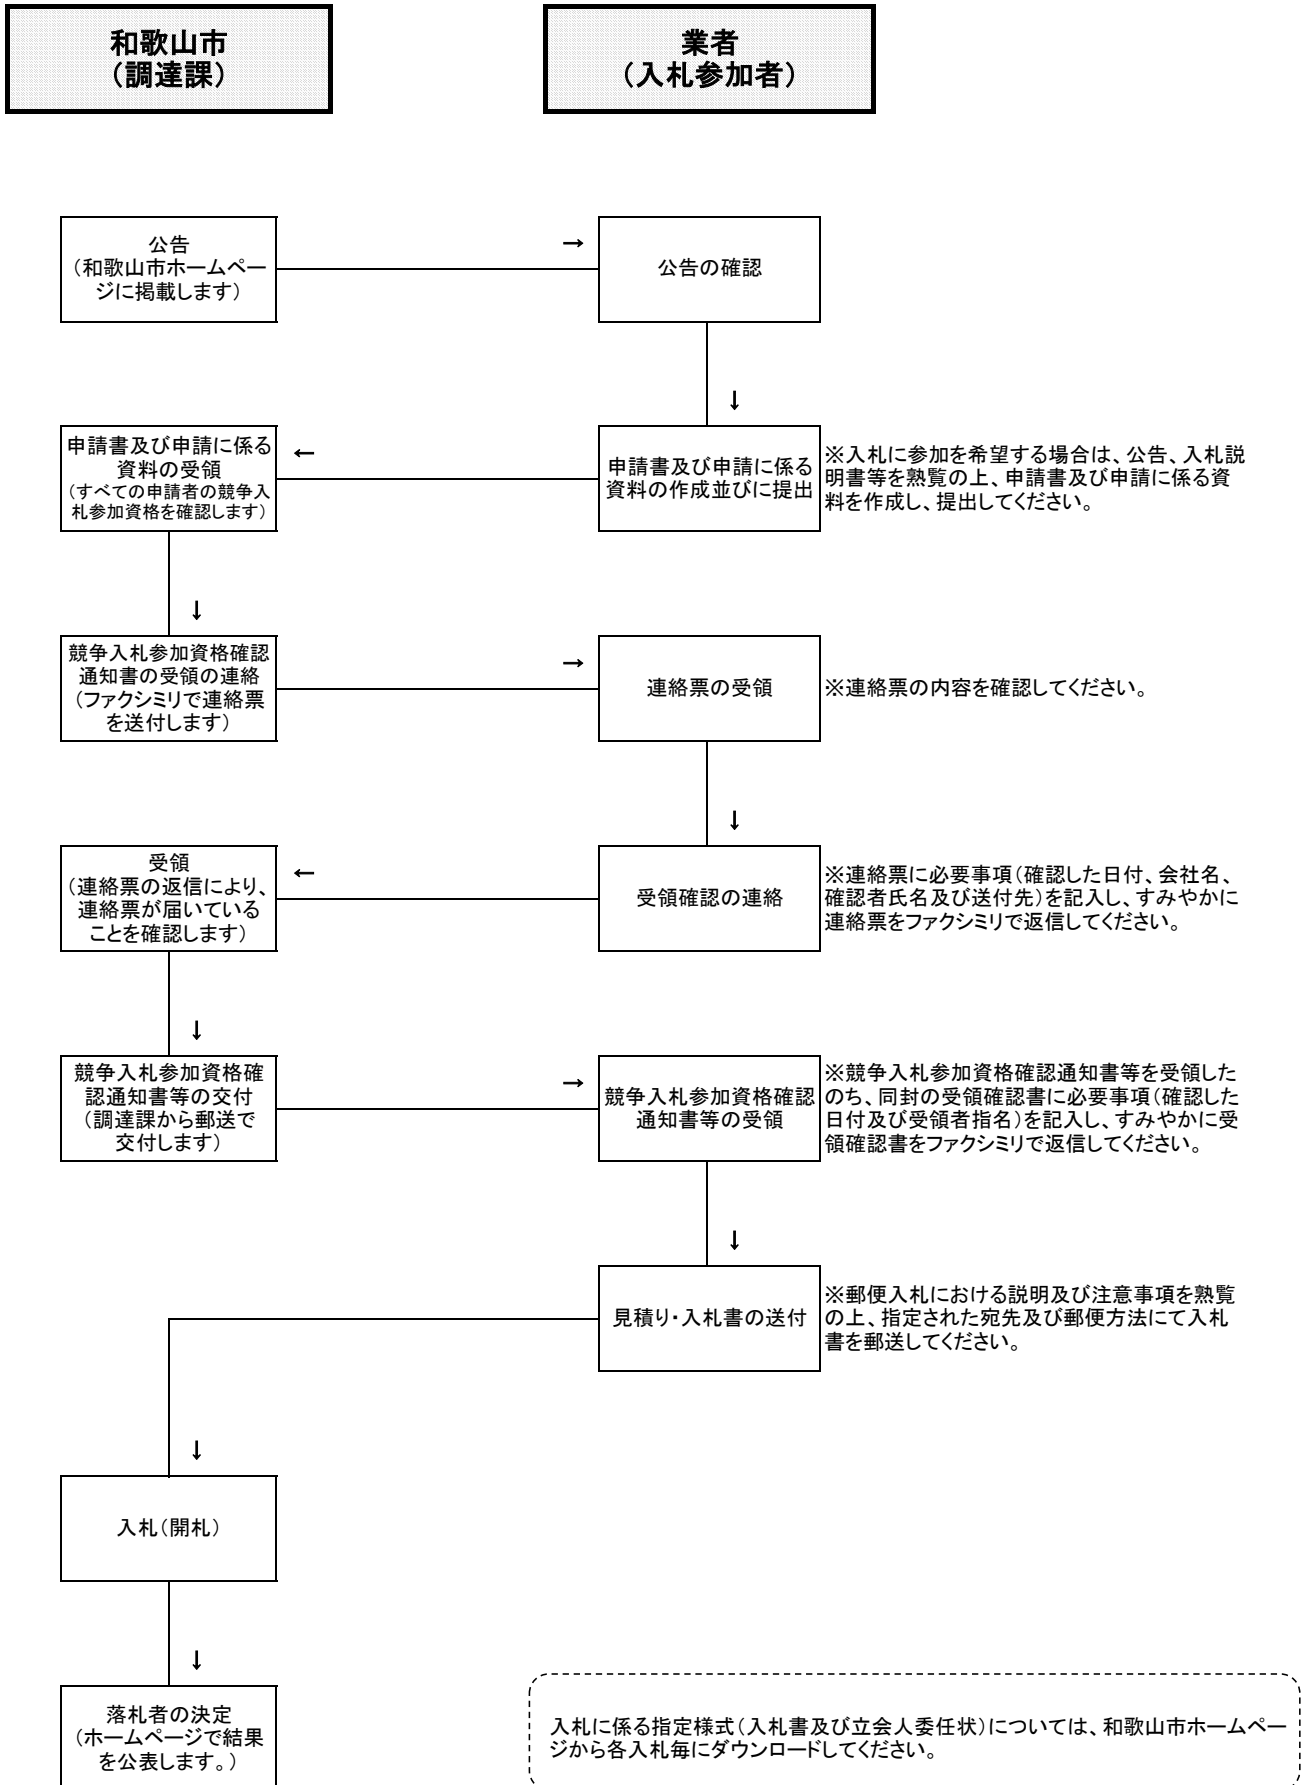 和歌山市
（調達課）
業者
（入札参加者）
公告
（和歌山市ホームペー
ジに掲載します）
→
公告の確認
↓
申請書及び申請に係る
資料の受領
（すべての申請者の競争入
札参加資格を確認します）
←
申請書及び申請に係る
資料の作成並びに提出
※入札に参加を希望する場合は、公告、入札説
明書等を熟覧の上、申請書及び申請に係る資
料を作成し、提出してください。
↓
競争入札参加資格確認
通知書の受領の連絡
（ファクシミリで連絡票
を送付します）
→
連絡票の受領
※連絡票の内容を確認してください。
↓
受領
（連絡票の返信により、
連絡票が届いている
ことを確認します）
←
受領確認の連絡
※連絡票に必要事項（確認した日付、会社名、
確認者氏名及び送付先）を記入し、すみやかに
連絡票をファクシミリで返信してください。
↓
競争入札参加資格確
認通知書等の交付
（調達課から郵送で
交付します）
→
競争入札参加資格確認
通知書等の受領
※競争入札参加資格確認通知書等を受領した
のち、同封の受領確認書に必要事項（確認した
日付及び受領者指名）を記入し、すみやかに受
領確認書をファクシミリで返信してください。
↓
見積り・入札書の送付
※郵便入札における説明及び注意事項を熟覧
の上、指定された宛先及び郵便方法にて入札
書を郵送してください。
↓
入札（開札）
↓
落札者の決定
（ホームページで結果
を公表します。）
入札に係る指定様式（入札書及び立会人委任状）については、和歌山市ホームペー
ジから各入札毎にダウンロードしてください。